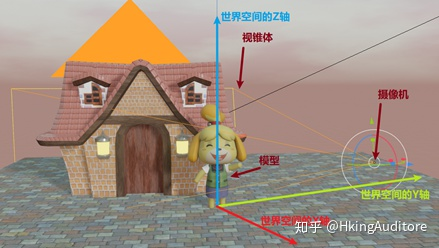 世界空间的Z轴
视锥体
摄像机
模型
世界空间的Y轴
世界空间的X轴
知乎 @HkingAuditore